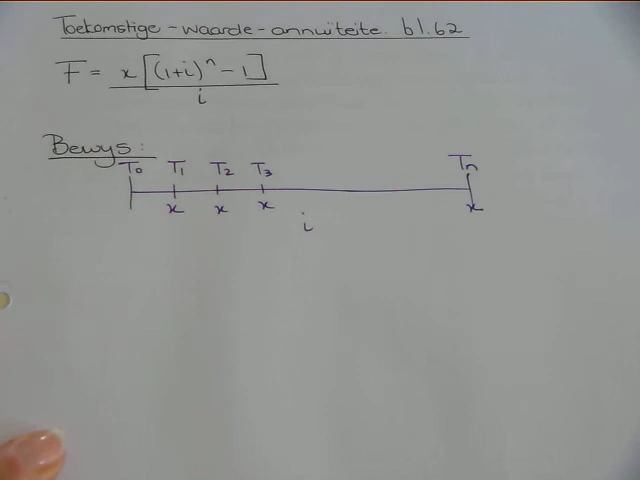 Toekomstige-waarde-annuïteite. bl.62
F = x[(1+i)ⁿ - 1]
i
Bewys:
T₀ T₁ T₂ T₃ Tₙ
x x x x
i